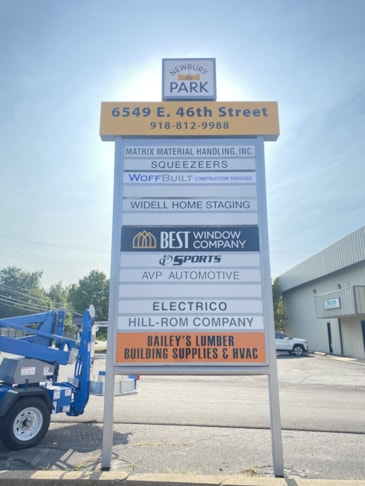 NEWBURY
PARK
6549 E. 46th Street
918-812-9988
MATRIX MATERIAL HANDLING, INC.
SQUEEZERS
WOFFBUILT CONSTRUCTION SERVICES
WIDELL HOME STAGING
BEST WINDOW
COMPANY
SPORTS
AVP AUTOMOTIVE
ELECTRICO
HILL-ROM COMPANY
BAILEY'S LUMBER
BUILDING SUPPLIES & HVAC